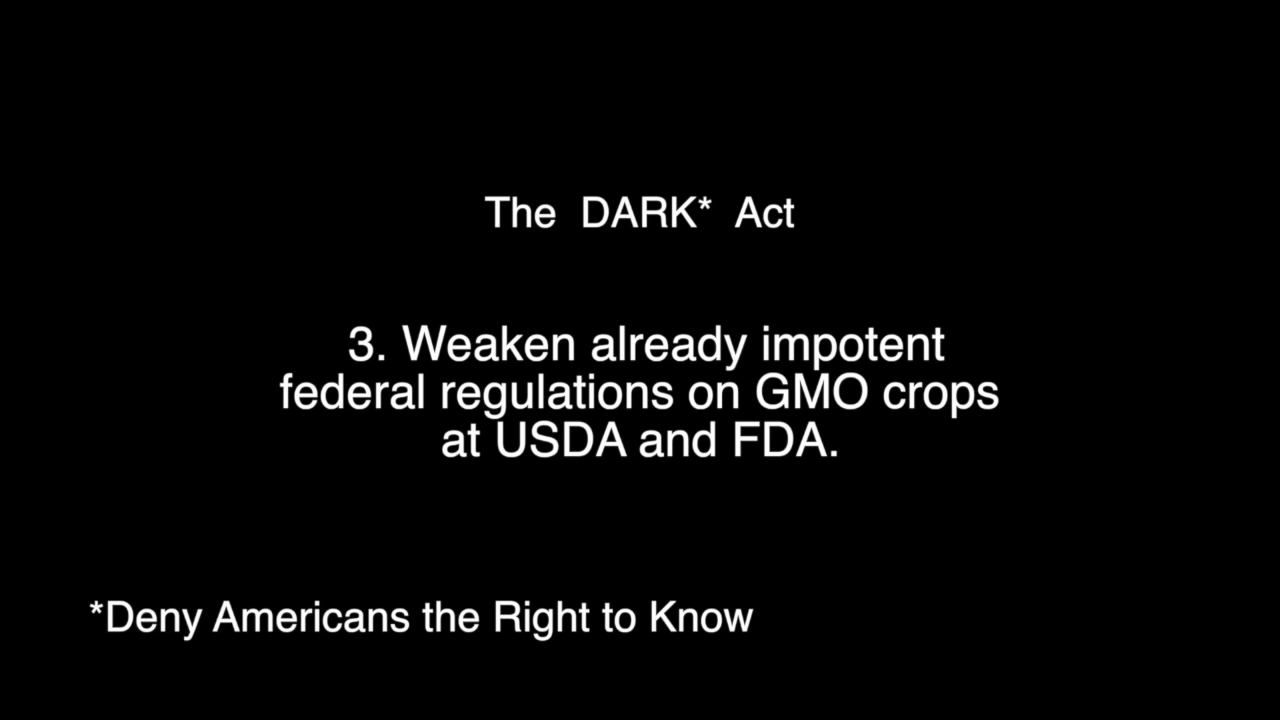 The DARK* Act
3. Weaken already impotent
federal regulations on GMO crops
at USDA and FDA.
*Deny Americans the Right to Know